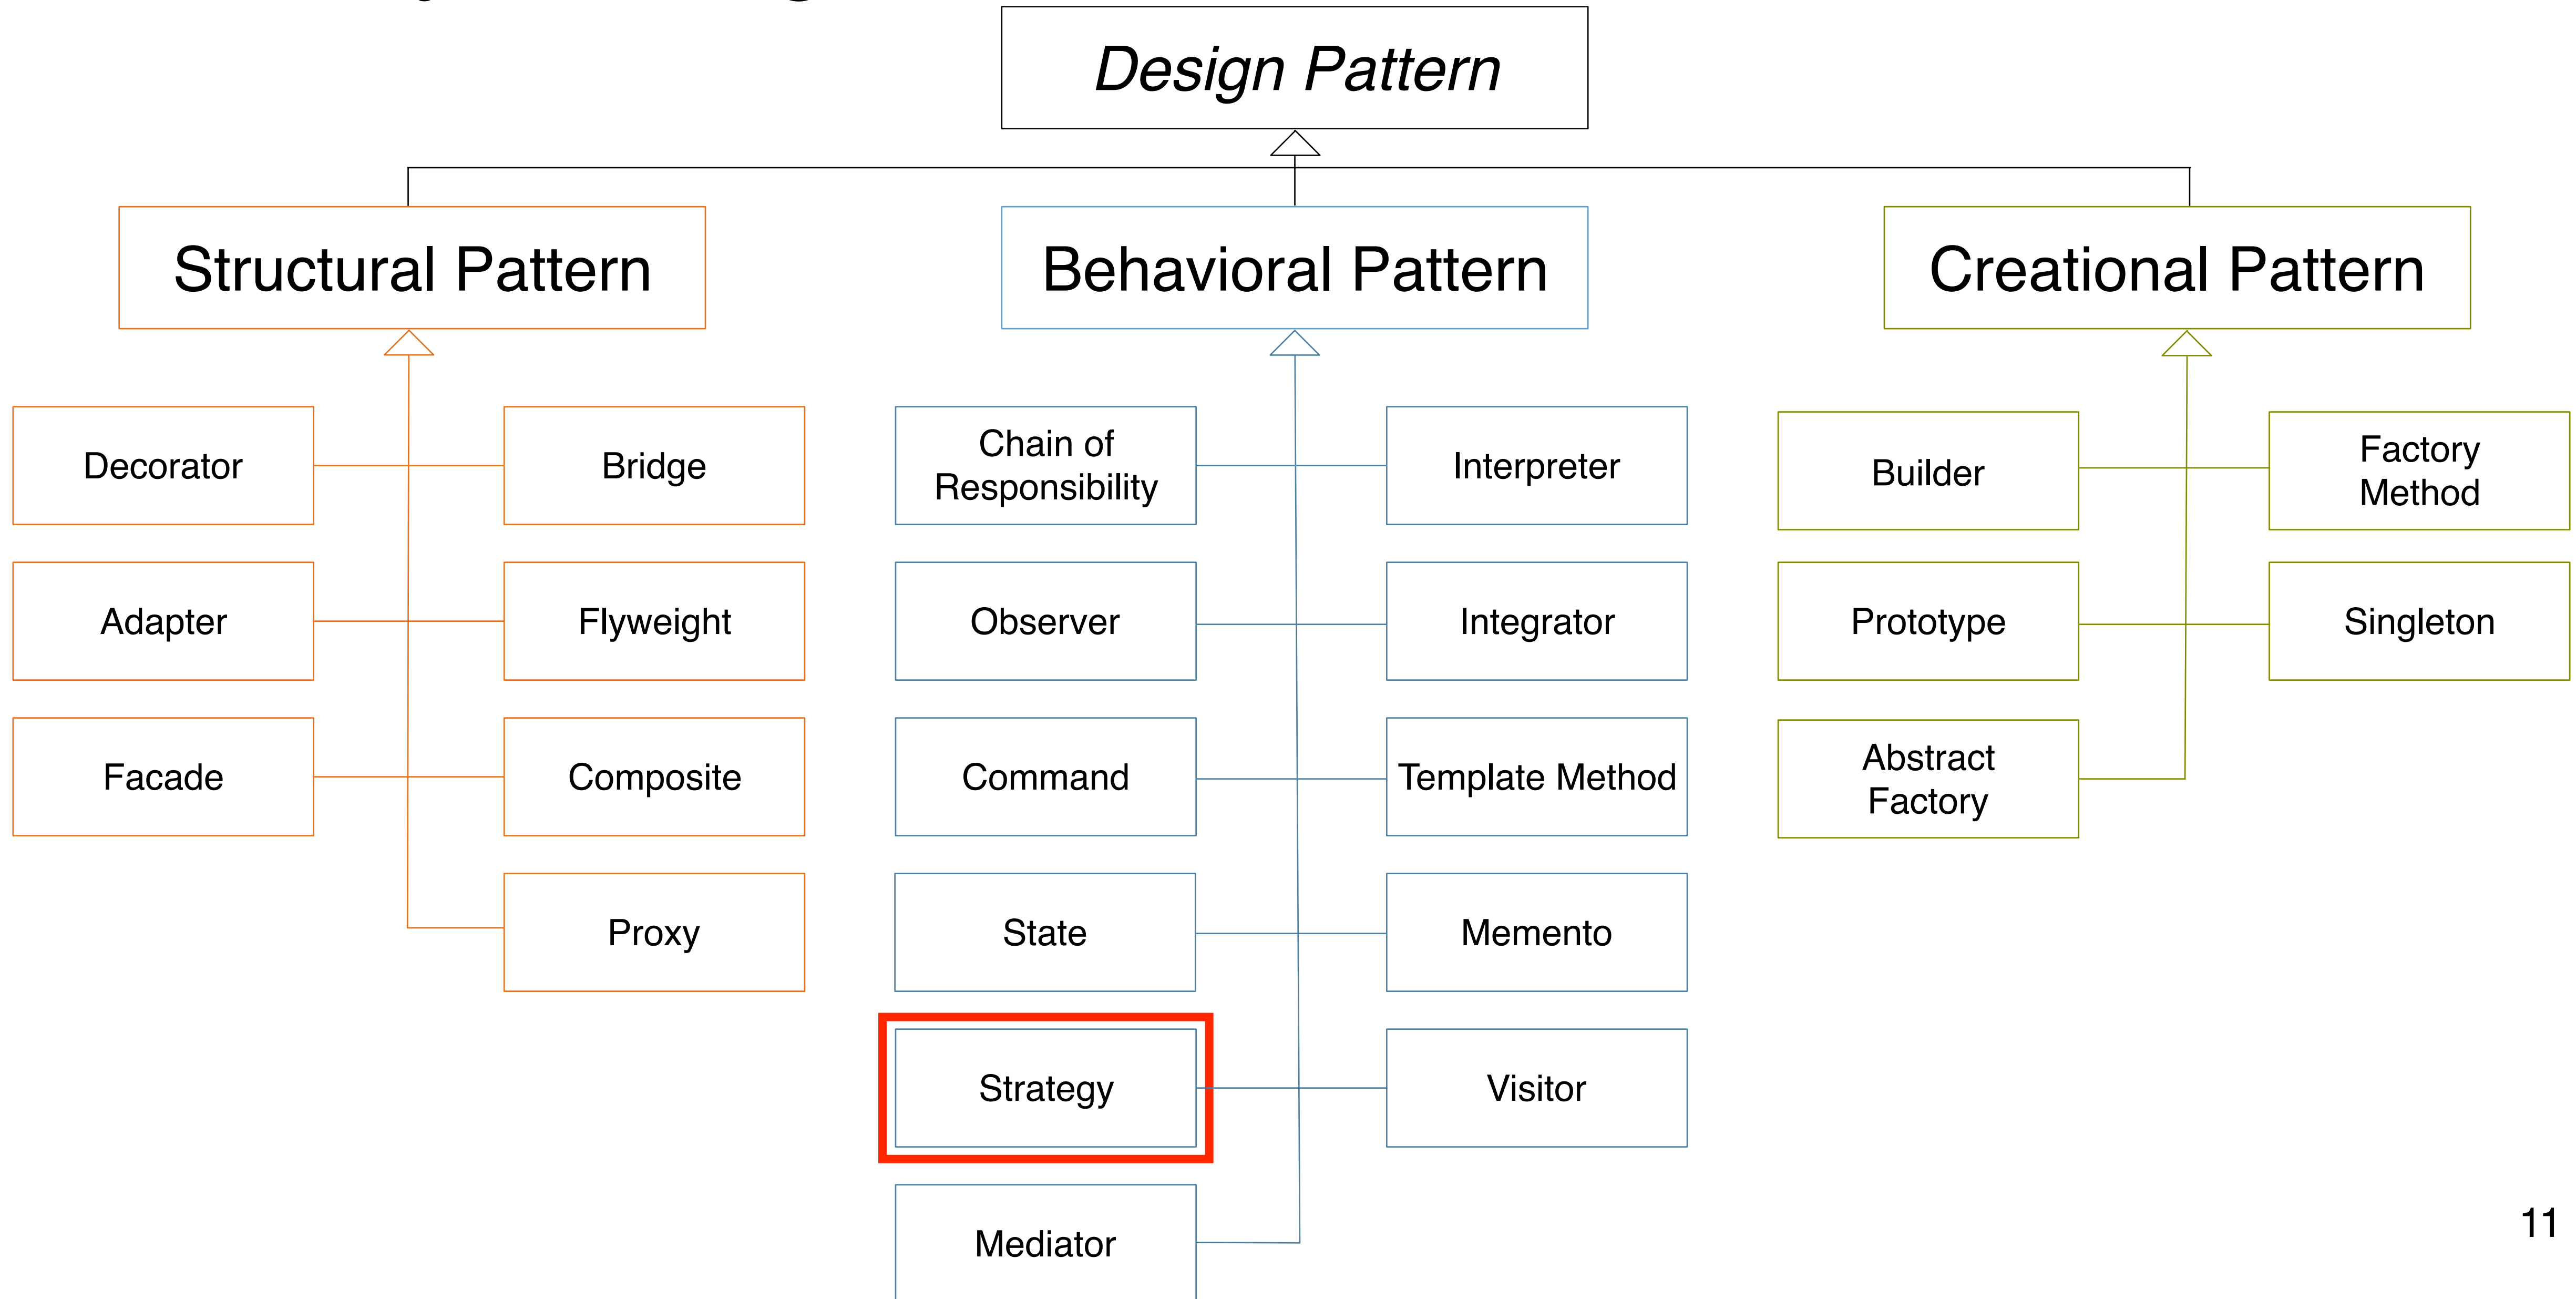 Design Pattern
Structural Pattern
Behavioral Pattern
Creational Pattern
Decorator
Bridge
Adapter
Flyweight
Facade
Composite
Proxy
Chain of
Responsibility
Interpreter
Observer
Integrator
Command
Template Method
State
Memento
Strategy
Visitor
Mediator
Builder
Factory
Method
Prototype
Singleton
Abstract
Factory
11